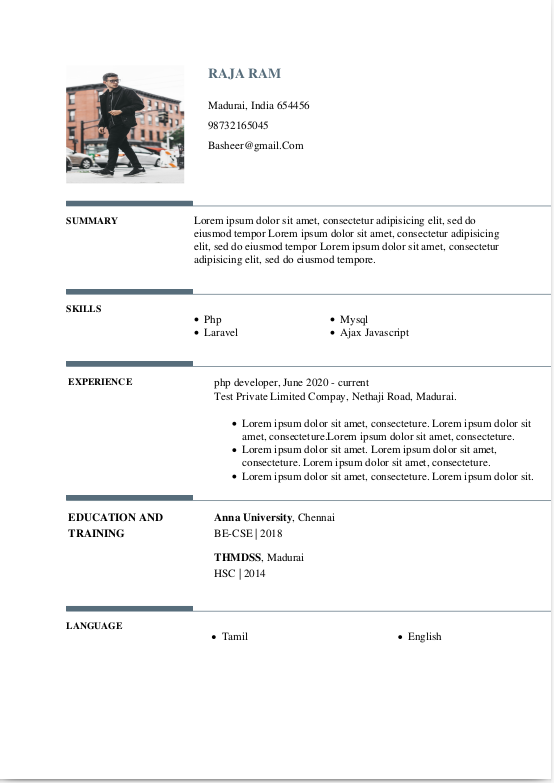 RAJA RAM
Madurai, India 654456
98732165045
Basheer@gmail.Com
SUMMARY
Lorem ipsum dolor sit amet, consectetur adipisicing elit, sed do
eiusmod tempor Lorem ipsum dolor sit amet, consectetur adipisicing
elit, sed do eiusmod tempor Lorem ipsum dolor sit amet, consectetur
adipisicing elit, sed do eiusmod tempore.
SKILLS
• Php
• Laravel
• Mysql
• Ajax Javascript
EXPERIENCE
php developer, June 2020 - current
Test Private Limited Compay, Nethaji Road, Madurai.
• Lorem ipsum dolor sit amet, consecteture. Lorem ipsum dolor sit
amet, consecteture.Lorem ipsum dolor sit amet, consecteture.
• Lorem ipsum dolor sit amet. Lorem ipsum dolor sit amet,
consecteture. Lorem ipsum dolor sit amet, consecteture.
• Lorem ipsum dolor sit amet, consecteture. Lorem ipsum dolor sit.
EDUCATION AND
TRAINING
Anna University, Chennai
BE-CSE | 2018
THMDSS, Madurai
HSC | 2014
LANGUAGE
• Tamil
• English